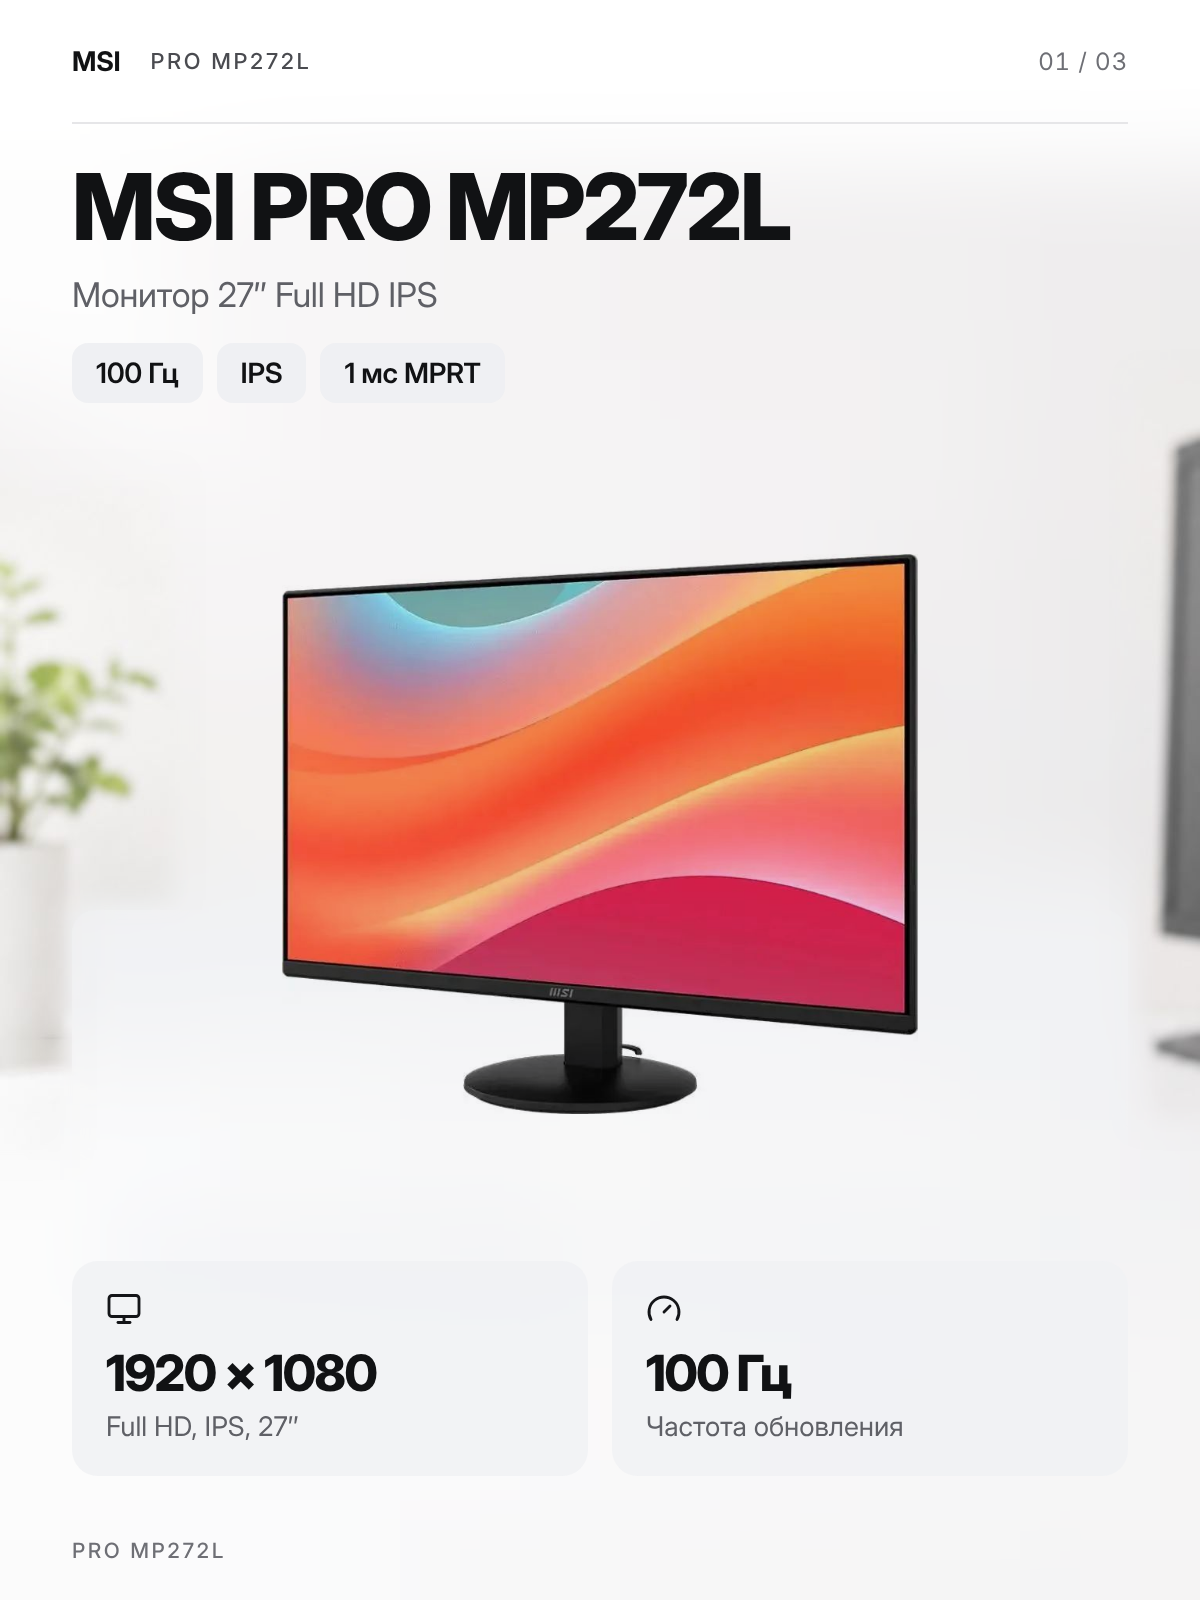 MSI PRO MP272L 01 / 03
MSI PRO MP272L
Монитор 27″ Full HD IPS
100 Гц IPS 1 мс MPRT
msi
1920 × 1080
Full HD, IPS, 27″
100 Гц
Частота обновления
PRO MP272L